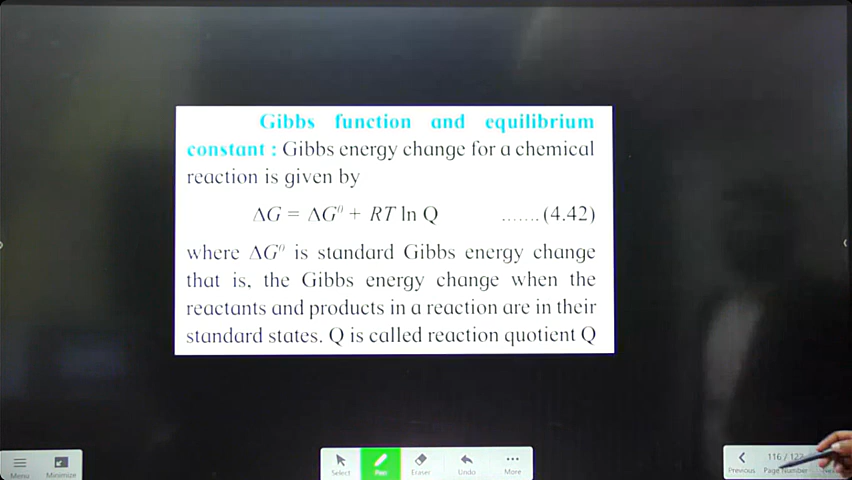 Gibbs function and equilibrium
constant : Gibbs energy change for a chemical
reaction is given by
ΔG = ΔG⁰ + RT ln Q ....... (4.42)
where ΔG⁰ is standard Gibbs energy change
that is, the Gibbs energy change when the
reactants and products in a reaction are in their
standard states. Q is called reaction quotient Q
Menu Minimize Select Pen Eraser Undo More
116 / 122
Previous Page Number